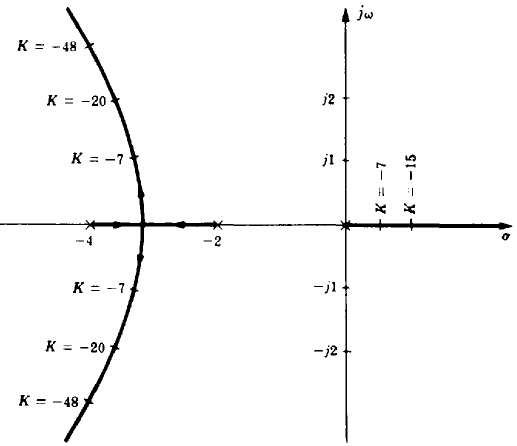 jω
K = −48
K = −20
j2
K = −7
j1
K = −7
K = −15
−4
−2
σ
K = −7
−j1
K = −20
−j2
K = −48